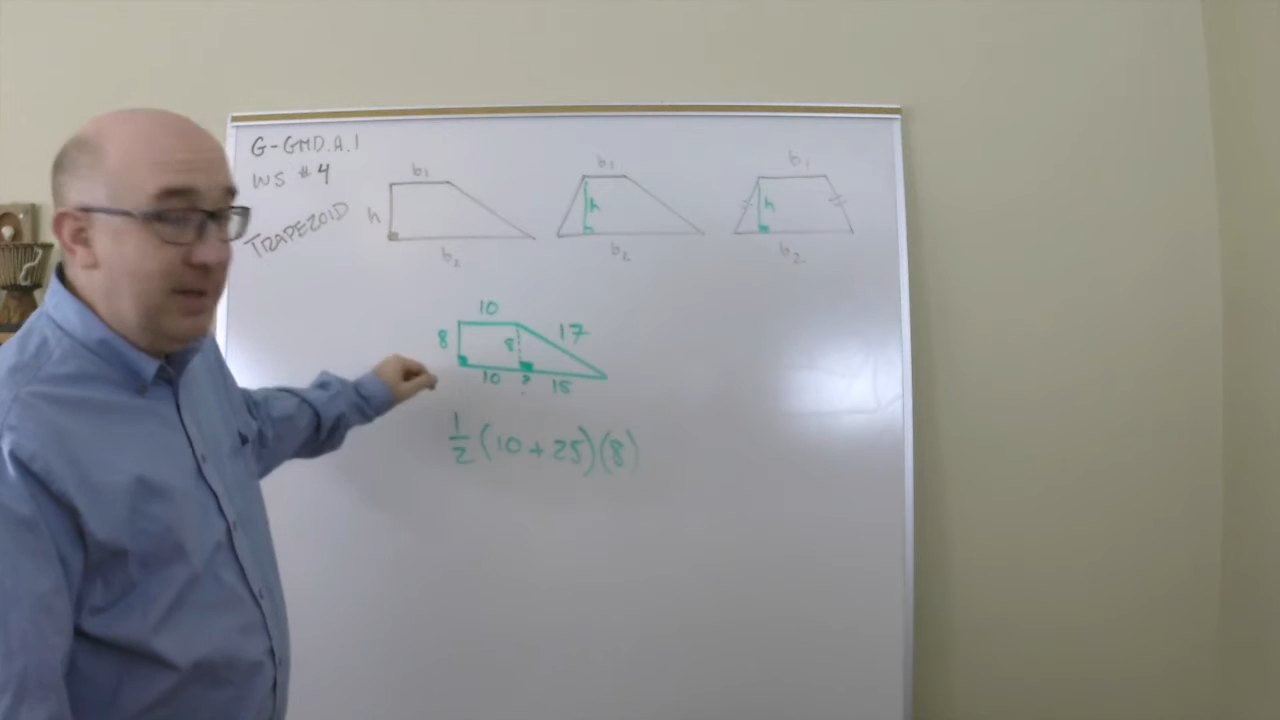 G-GMD.A.1
WS #4
TRAPEZOID
b₁
h
b₂
b₁
h
b₂
b₁
h
b₂
10
8
17
8
10 ? 15
1/2 (10 + 25)(8)